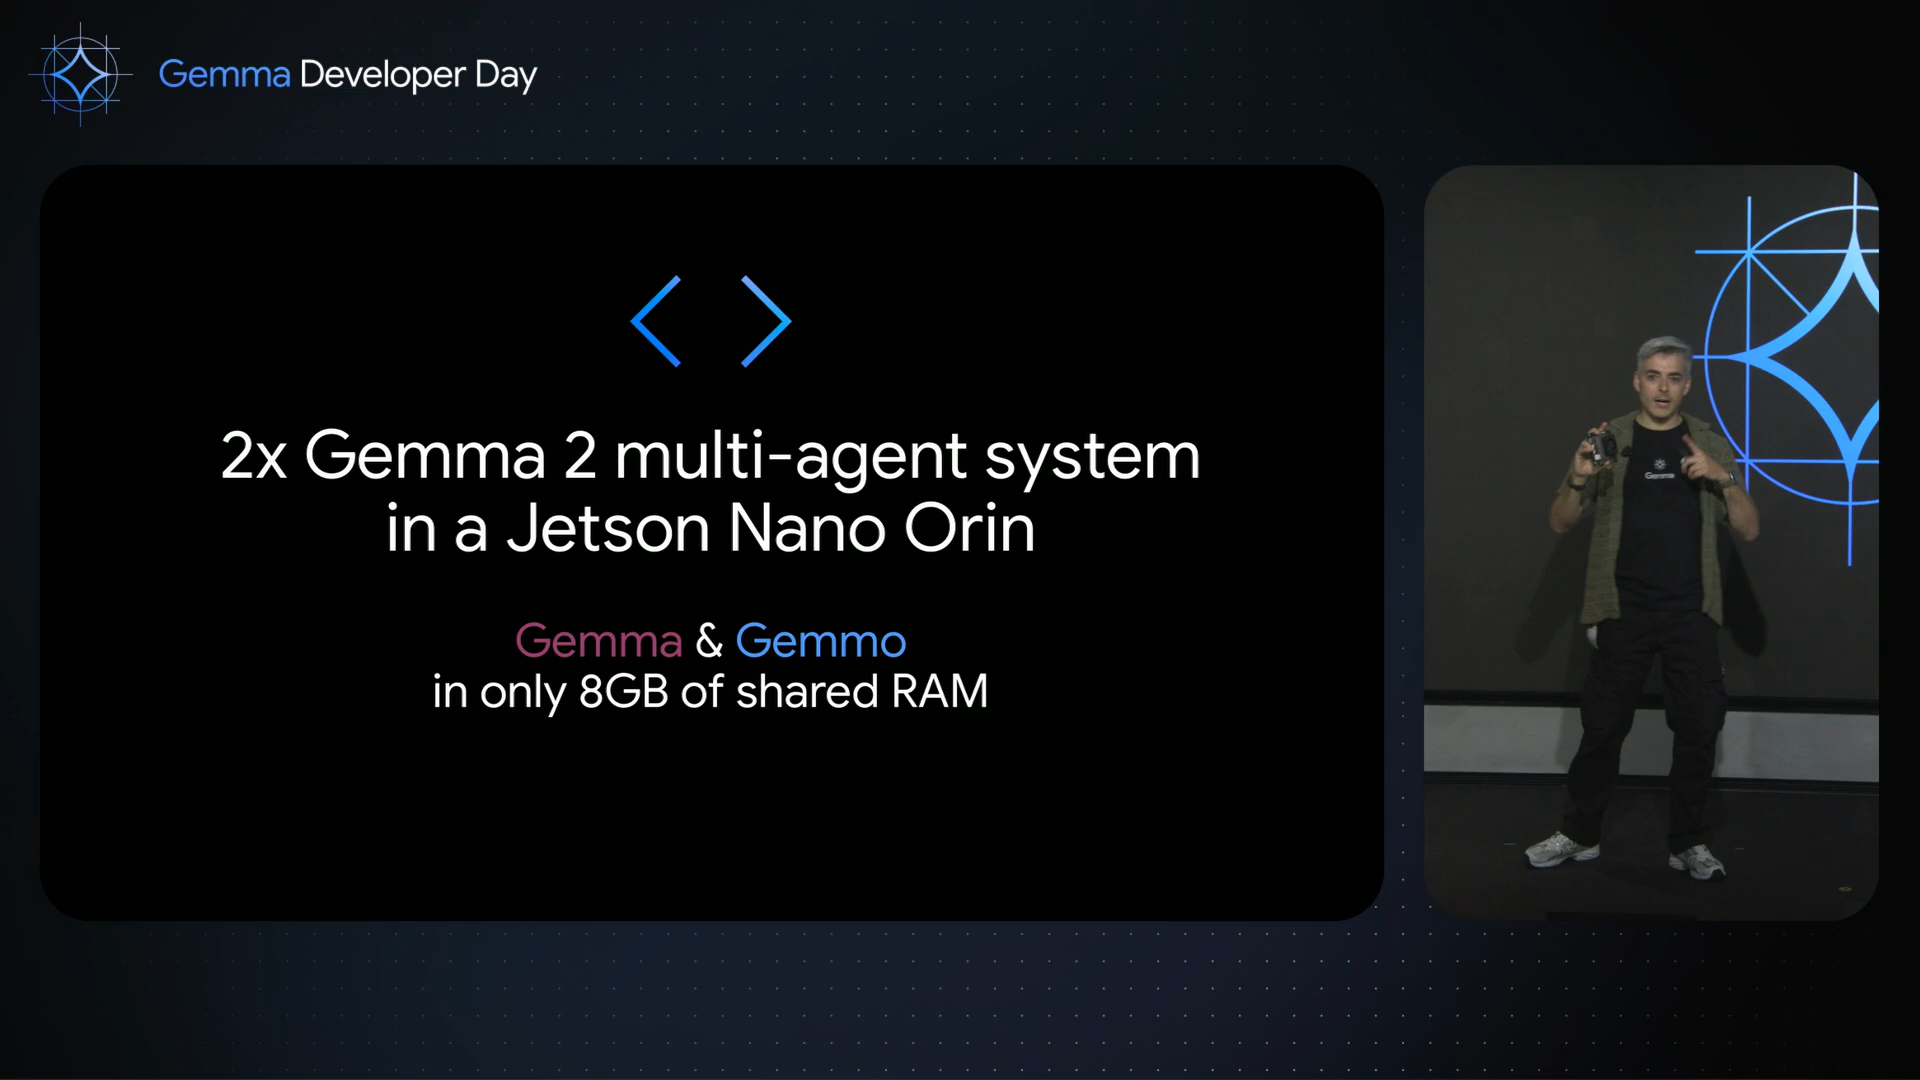 Gemma Developer Day
2x Gemma 2 multi-agent system
in a Jetson Nano Orin
Gemma & Gemmo
in only 8GB of shared RAM
Gemma